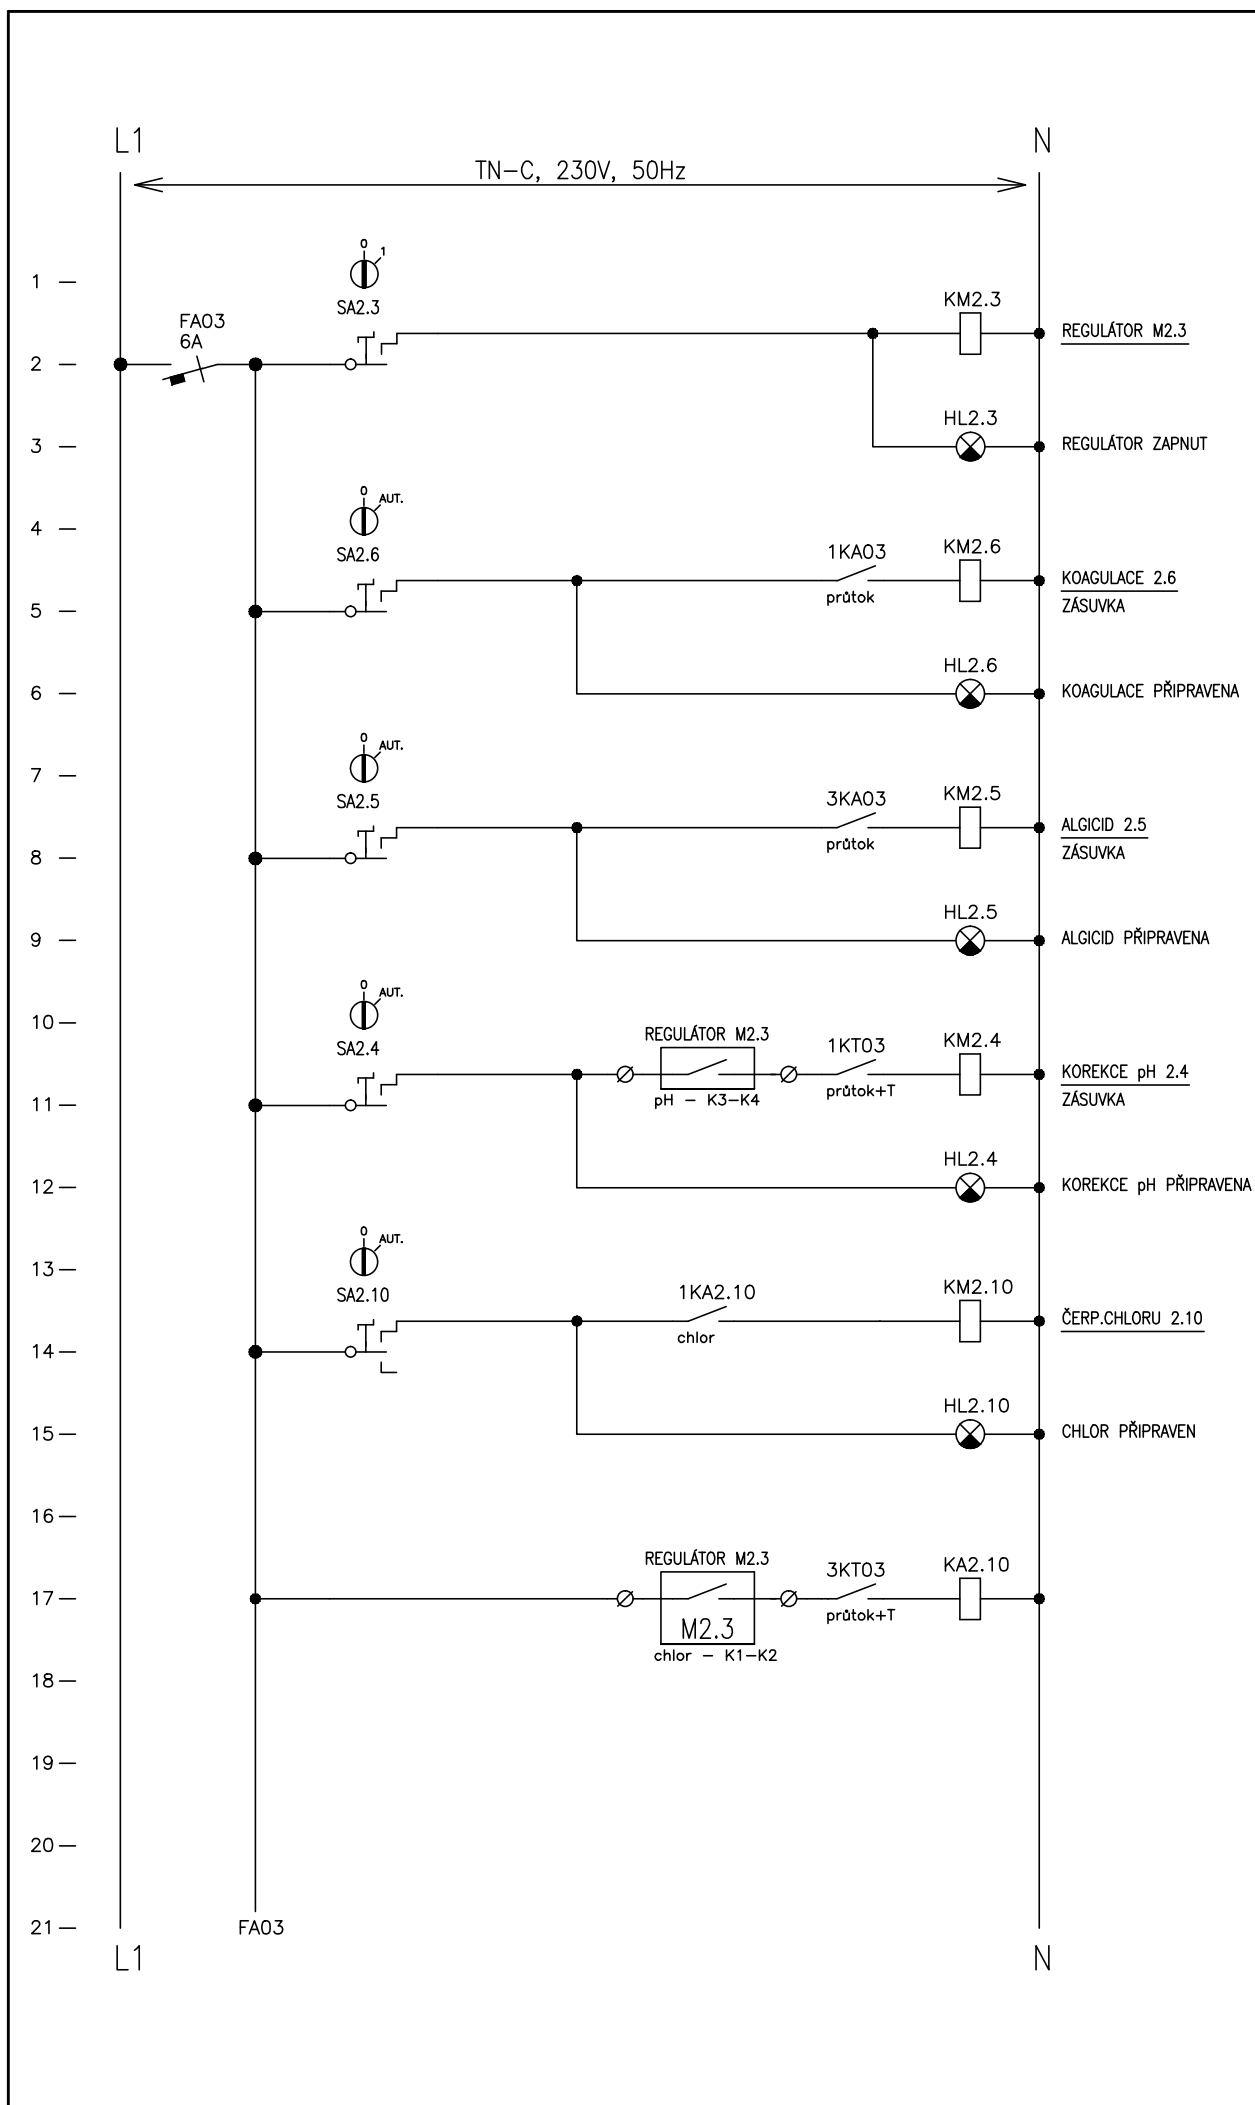 L1
N
TN-C, 230V, 50Hz
0
1
1
SA2.3
KM2.3
FA03
6A
REGULÁTOR M2.3
2
HL2.3
3
REGULÁTOR ZAPNUT
0
AUT.
4
SA2.6
1KA03
KM2.6
KOAGULACE 2.6
průtok
5
ZÁSUVKA
HL2.6
6
KOAGULACE PŘIPRAVENA
0
AUT.
7
SA2.5
3KA03
KM2.5
ALGICID 2.5
průtok
8
ZÁSUVKA
HL2.5
9
ALGICID PŘIPRAVENA
0
AUT.
10
SA2.4
REGULÁTOR M2.3
1KT03
KM2.4
KOREKCE pH 2.4
průtok+T
pH - K3-K4
11
ZÁSUVKA
HL2.4
12
KOREKCE pH PŘIPRAVENA
0
AUT.
13
SA2.10
1KA2.10
KM2.10
ČERP.CHLORU 2.10
chlor
14
HL2.10
15
CHLOR PŘIPRAVEN
16
REGULÁTOR M2.3
3KT03
KA2.10
17
průtok+T
M2.3
chlor - K1-K2
18
19
20
21
FA03
L1
N